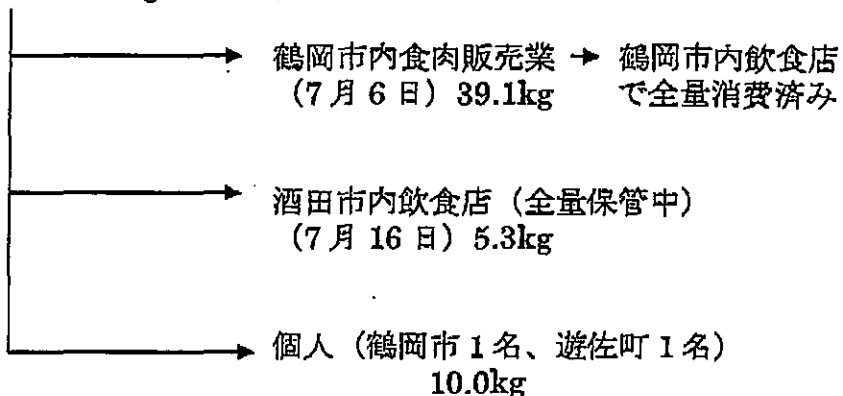 鶴岡市内食肉販売業 → 鶴岡市内飲食店
(7月6日) 39.1kg で全量消費済み
酒田市内飲食店(全量保管中)
(7月16日) 5.3kg
個人(鶴岡市1名、遊佐町1名)
10.0kg